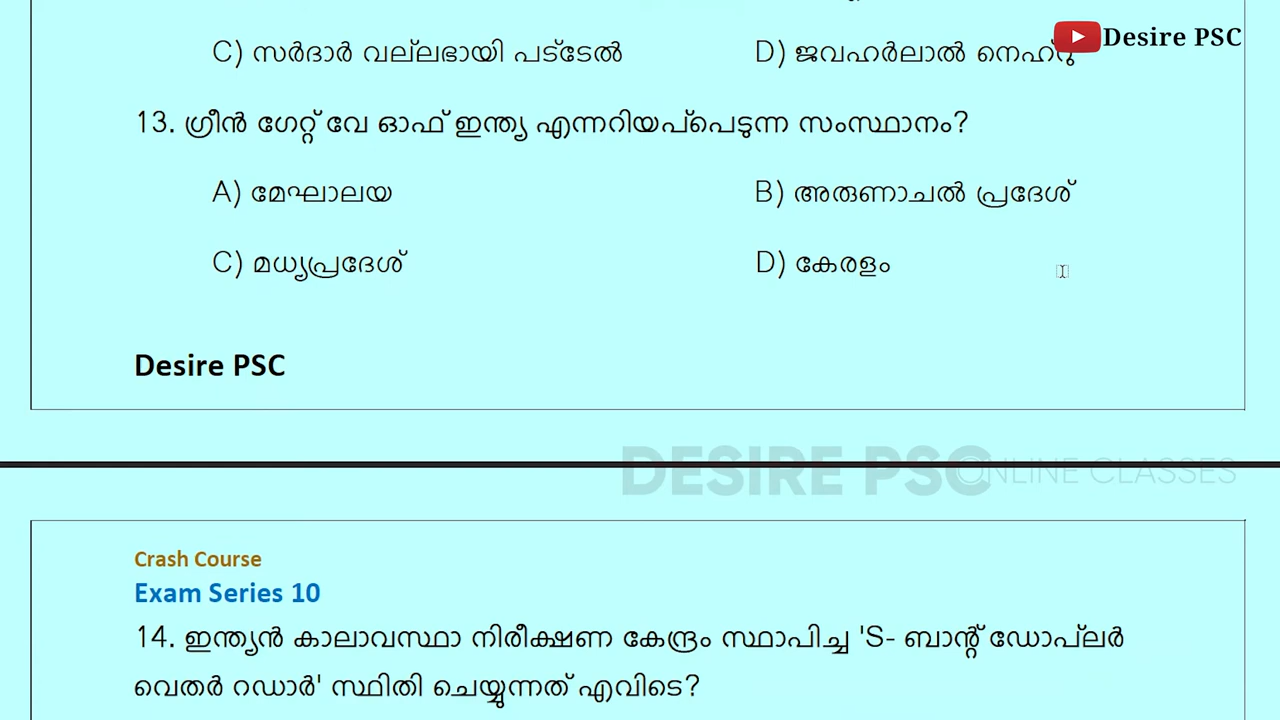 C) സർദാർ വല്ലഭായി പട്ടേൽ D) ജവഹർലാൽ നെഹ്റു
Desire PSC
13. ഗ്രീൻ ഗേറ്റ് വേ ഓഫ് ഇന്ത്യ എന്നറിയപ്പെടുന്ന സംസ്ഥാനം?
A) മേഘാലയ B) അരുണാചൽ പ്രദേശ്
C) മധ്യപ്രദേശ് D) കേരളം
Desire PSC
DESIRE PSC ONLINE CLASSES
Crash Course
Exam Series 10
14. ഇന്ത്യൻ കാലാവസ്ഥാ നിരീക്ഷണ കേന്ദ്രം സ്ഥാപിച്ച 'S- ബാന്റ് ഡോപ്ലർ
വെതർ റഡാർ' സ്ഥിതി ചെയ്യുന്നത് എവിടെ?